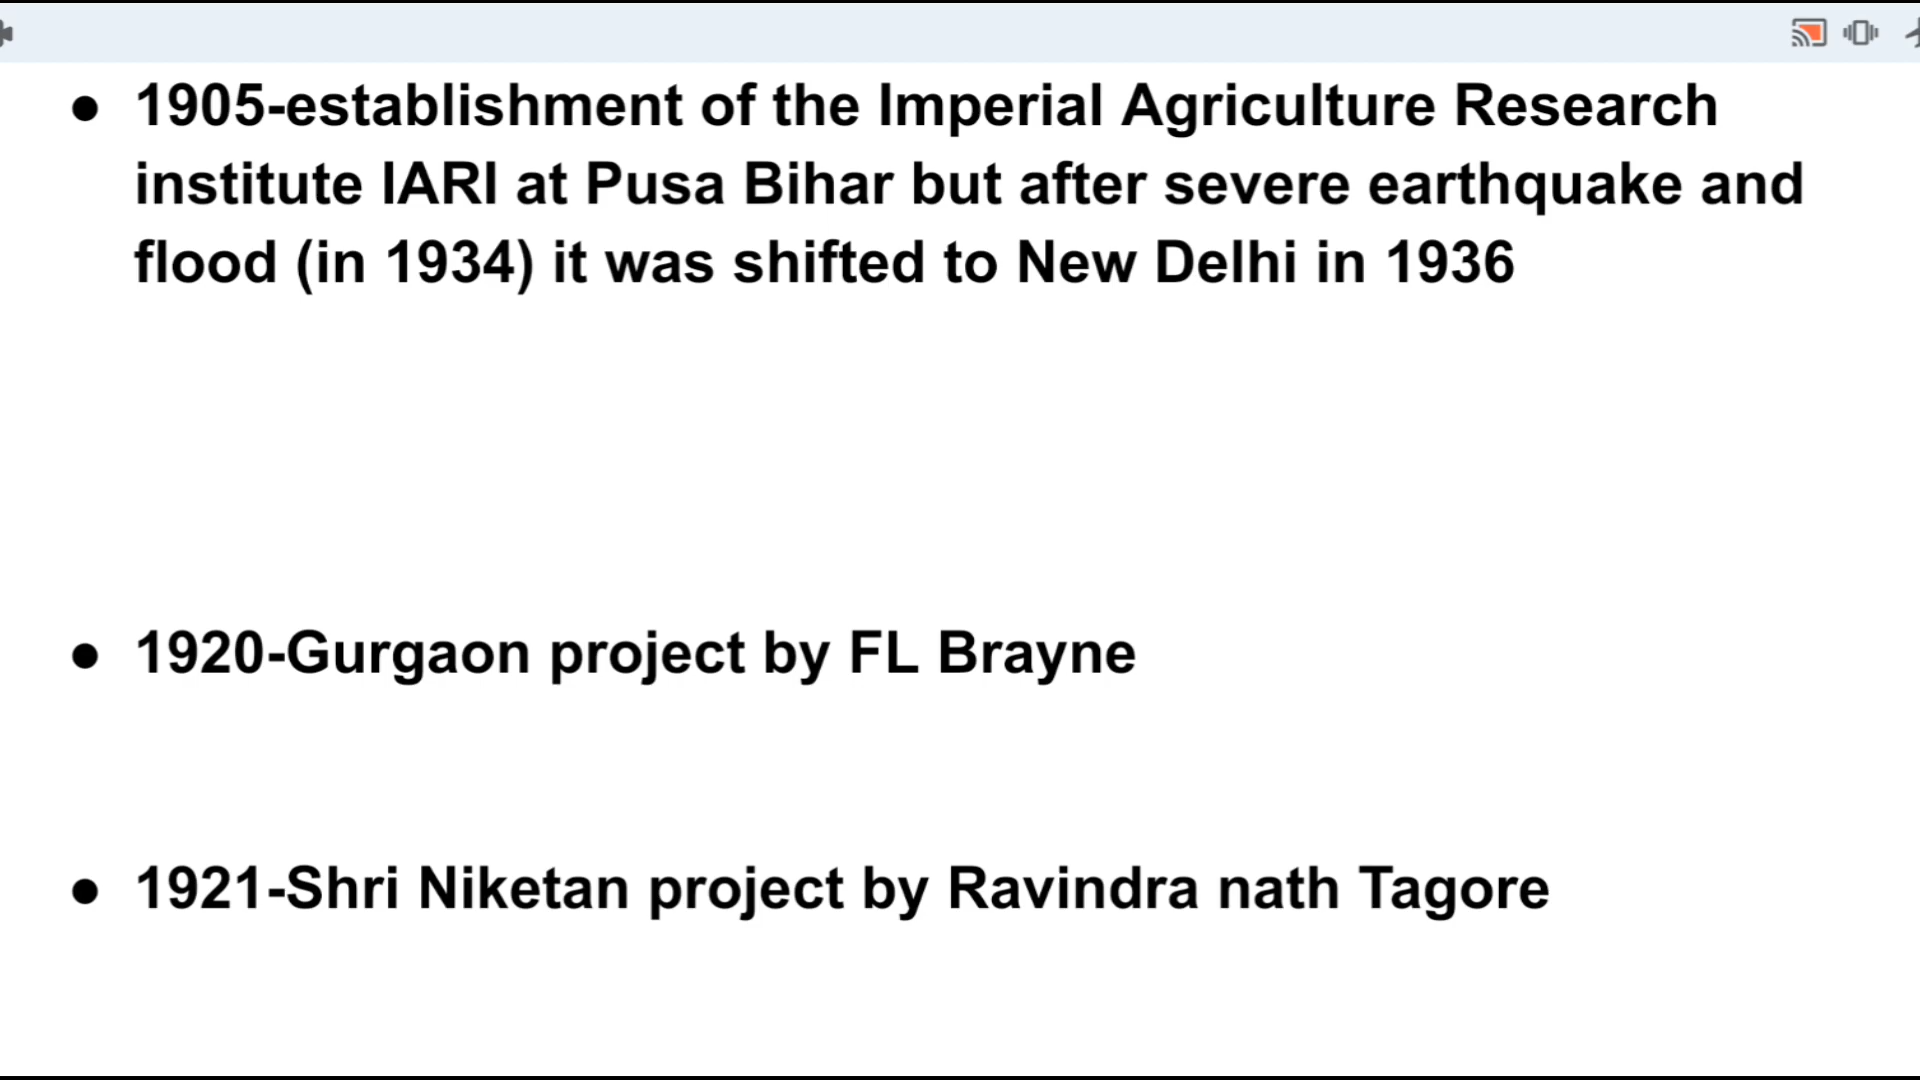 ● 1905-establishment of the Imperial Agriculture Research
institute IARI at Pusa Bihar but after severe earthquake and
flood (in 1934) it was shifted to New Delhi in 1936
● 1920-Gurgaon project by FL Brayne
● 1921-Shri Niketan project by Ravindra nath Tagore